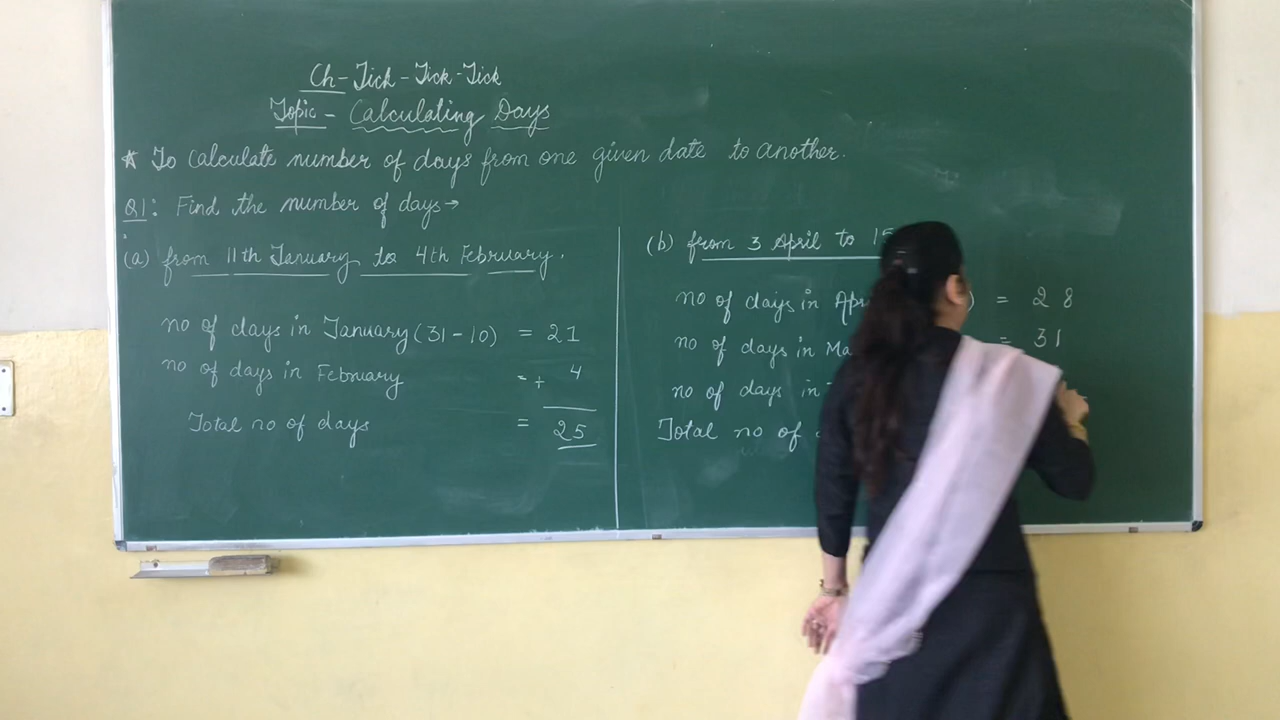 Ch-Tick-Tick-Tick
Topic - Calculating Days
* To Calculate number of days from one given date to another.
Q1: Find the number of days→
(a) from 11th January to 4th February.
no of days in January (31-10) = 21
no of days in February = + 4
Total no of days = 25
(b) from 3 April to 15
no of days in Apr ) = 28
no of days in Ma = 31
no of days in
Total no of